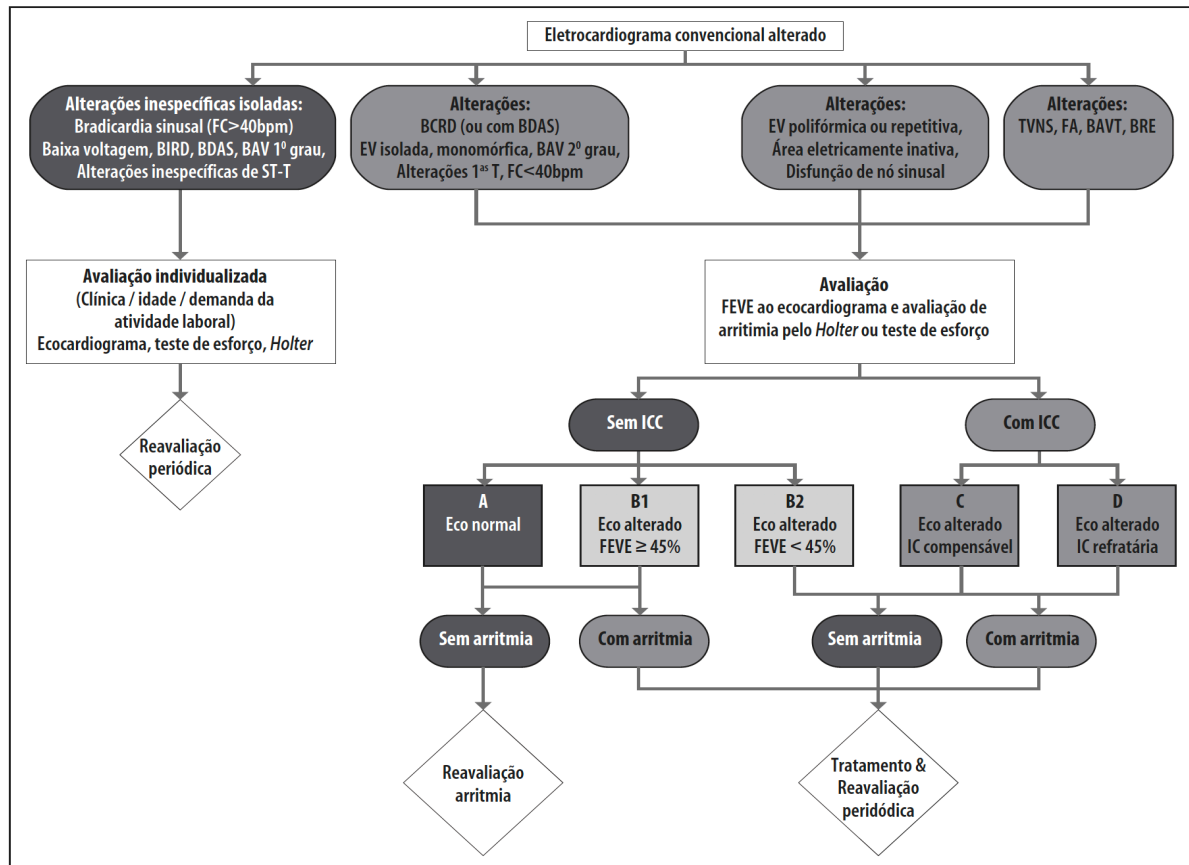 Eletrocardiograma convencional alterado
Alterações inespecíficas isoladas:
Bradicardia sinusal (FC>40bpm)
Baixa voltagem, BIRD, BDAS, BAV 1º grau,
Alterações inespecíficas de ST-T
Alterações:
BCRD (ou com BDAS)
EV isolada, monomórfica, BAV 2º grau,
Alterações 1ªs T, FC<40bpm
Alterações:
EV polifórmica ou repetitiva,
Área eletricamente inativa,
Disfunção de nó sinusal
Alterações:
TVNS, FA, BAVT, BRE
Avaliação individualizada
(Clínica / idade / demanda da
atividade laboral)
Ecocardiograma, teste de esforço, Holter
Avaliação
FEVE ao ecocardiograma e avaliação de
arritimia pelo Holter ou teste de esforço
Reavaliação
periódica
Sem ICC
Com ICC
A
Eco normal
B1
Eco alterado
FEVE ≥ 45%
B2
Eco alterado
FEVE < 45%
C
Eco alterado
IC compensável
D
Eco alterado
IC refratária
Sem arritmia
Com arritmia
Sem arritmia
Com arritmia
Reavaliação
arritmia
Tratamento &
Reavaliação
peridódica